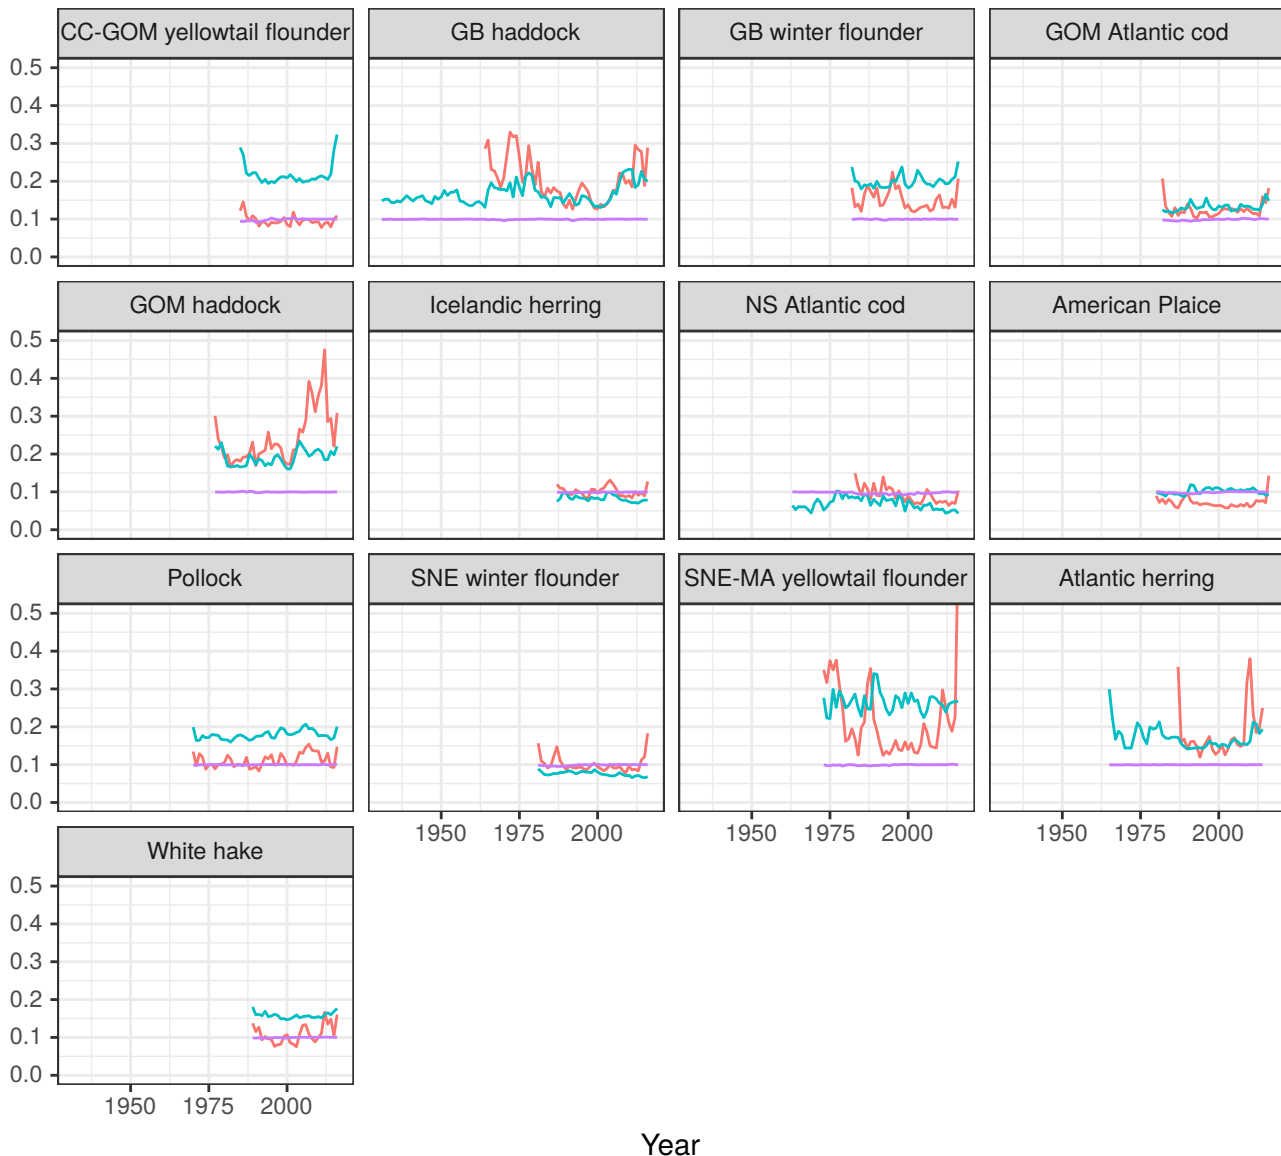 CC-GOM yellowtail flounder
GB haddock
GB winter flounder
GOM Atlantic cod
0.5
0.4
0.3
0.2
0.1
0.0
GOM haddock
Icelandic herring
NS Atlantic cod
American Plaice
0.5
0.4
0.3
0.2
0.1
0.0
Pollock
SNE winter flounder
SNE-MA yellowtail flounder
Atlantic herring
0.5
0.4
0.3
0.2
0.1
0.0
1950 1975 2000
1950 1975 2000
1950 1975 2000
White hake
0.5
0.4
0.3
0.2
0.1
0.0
1950 1975 2000
Year